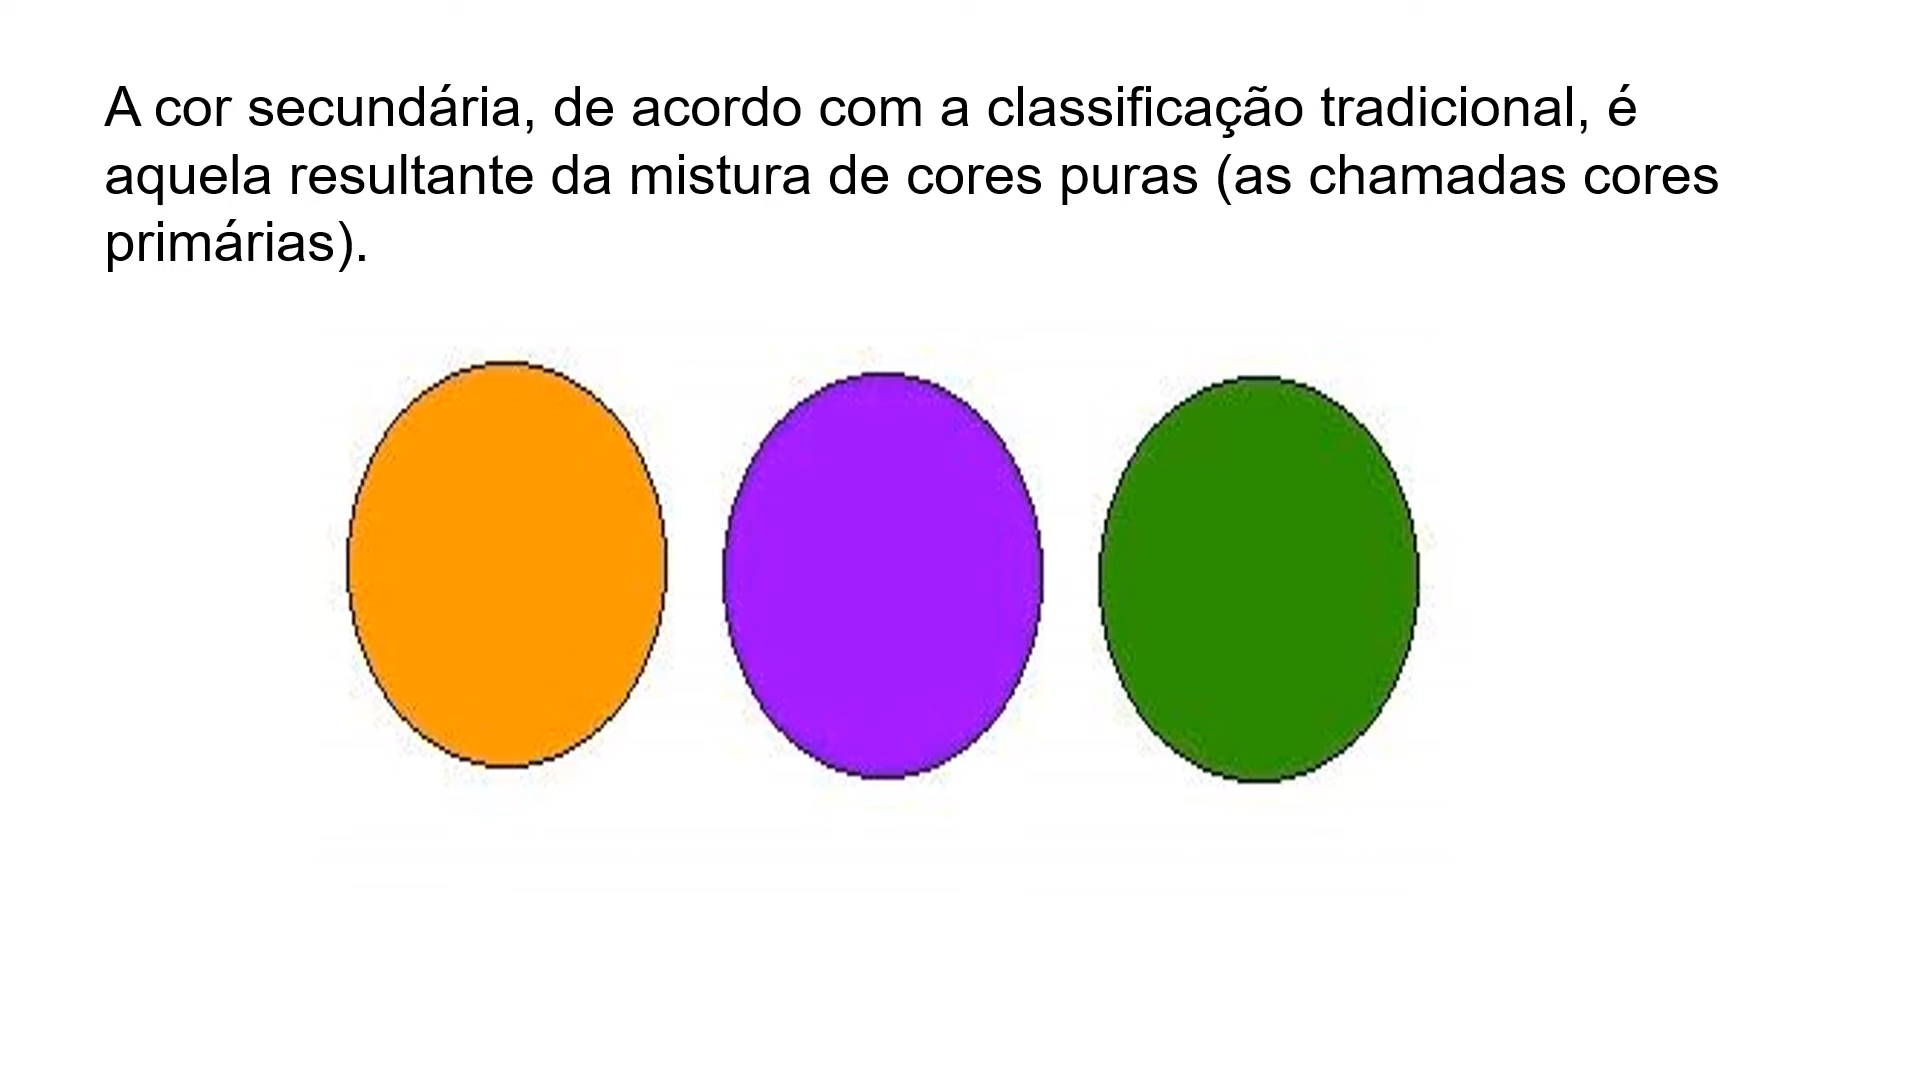 A cor secundária, de acordo com a classificação tradicional, é
aquela resultante da mistura de cores puras (as chamadas cores
primárias).